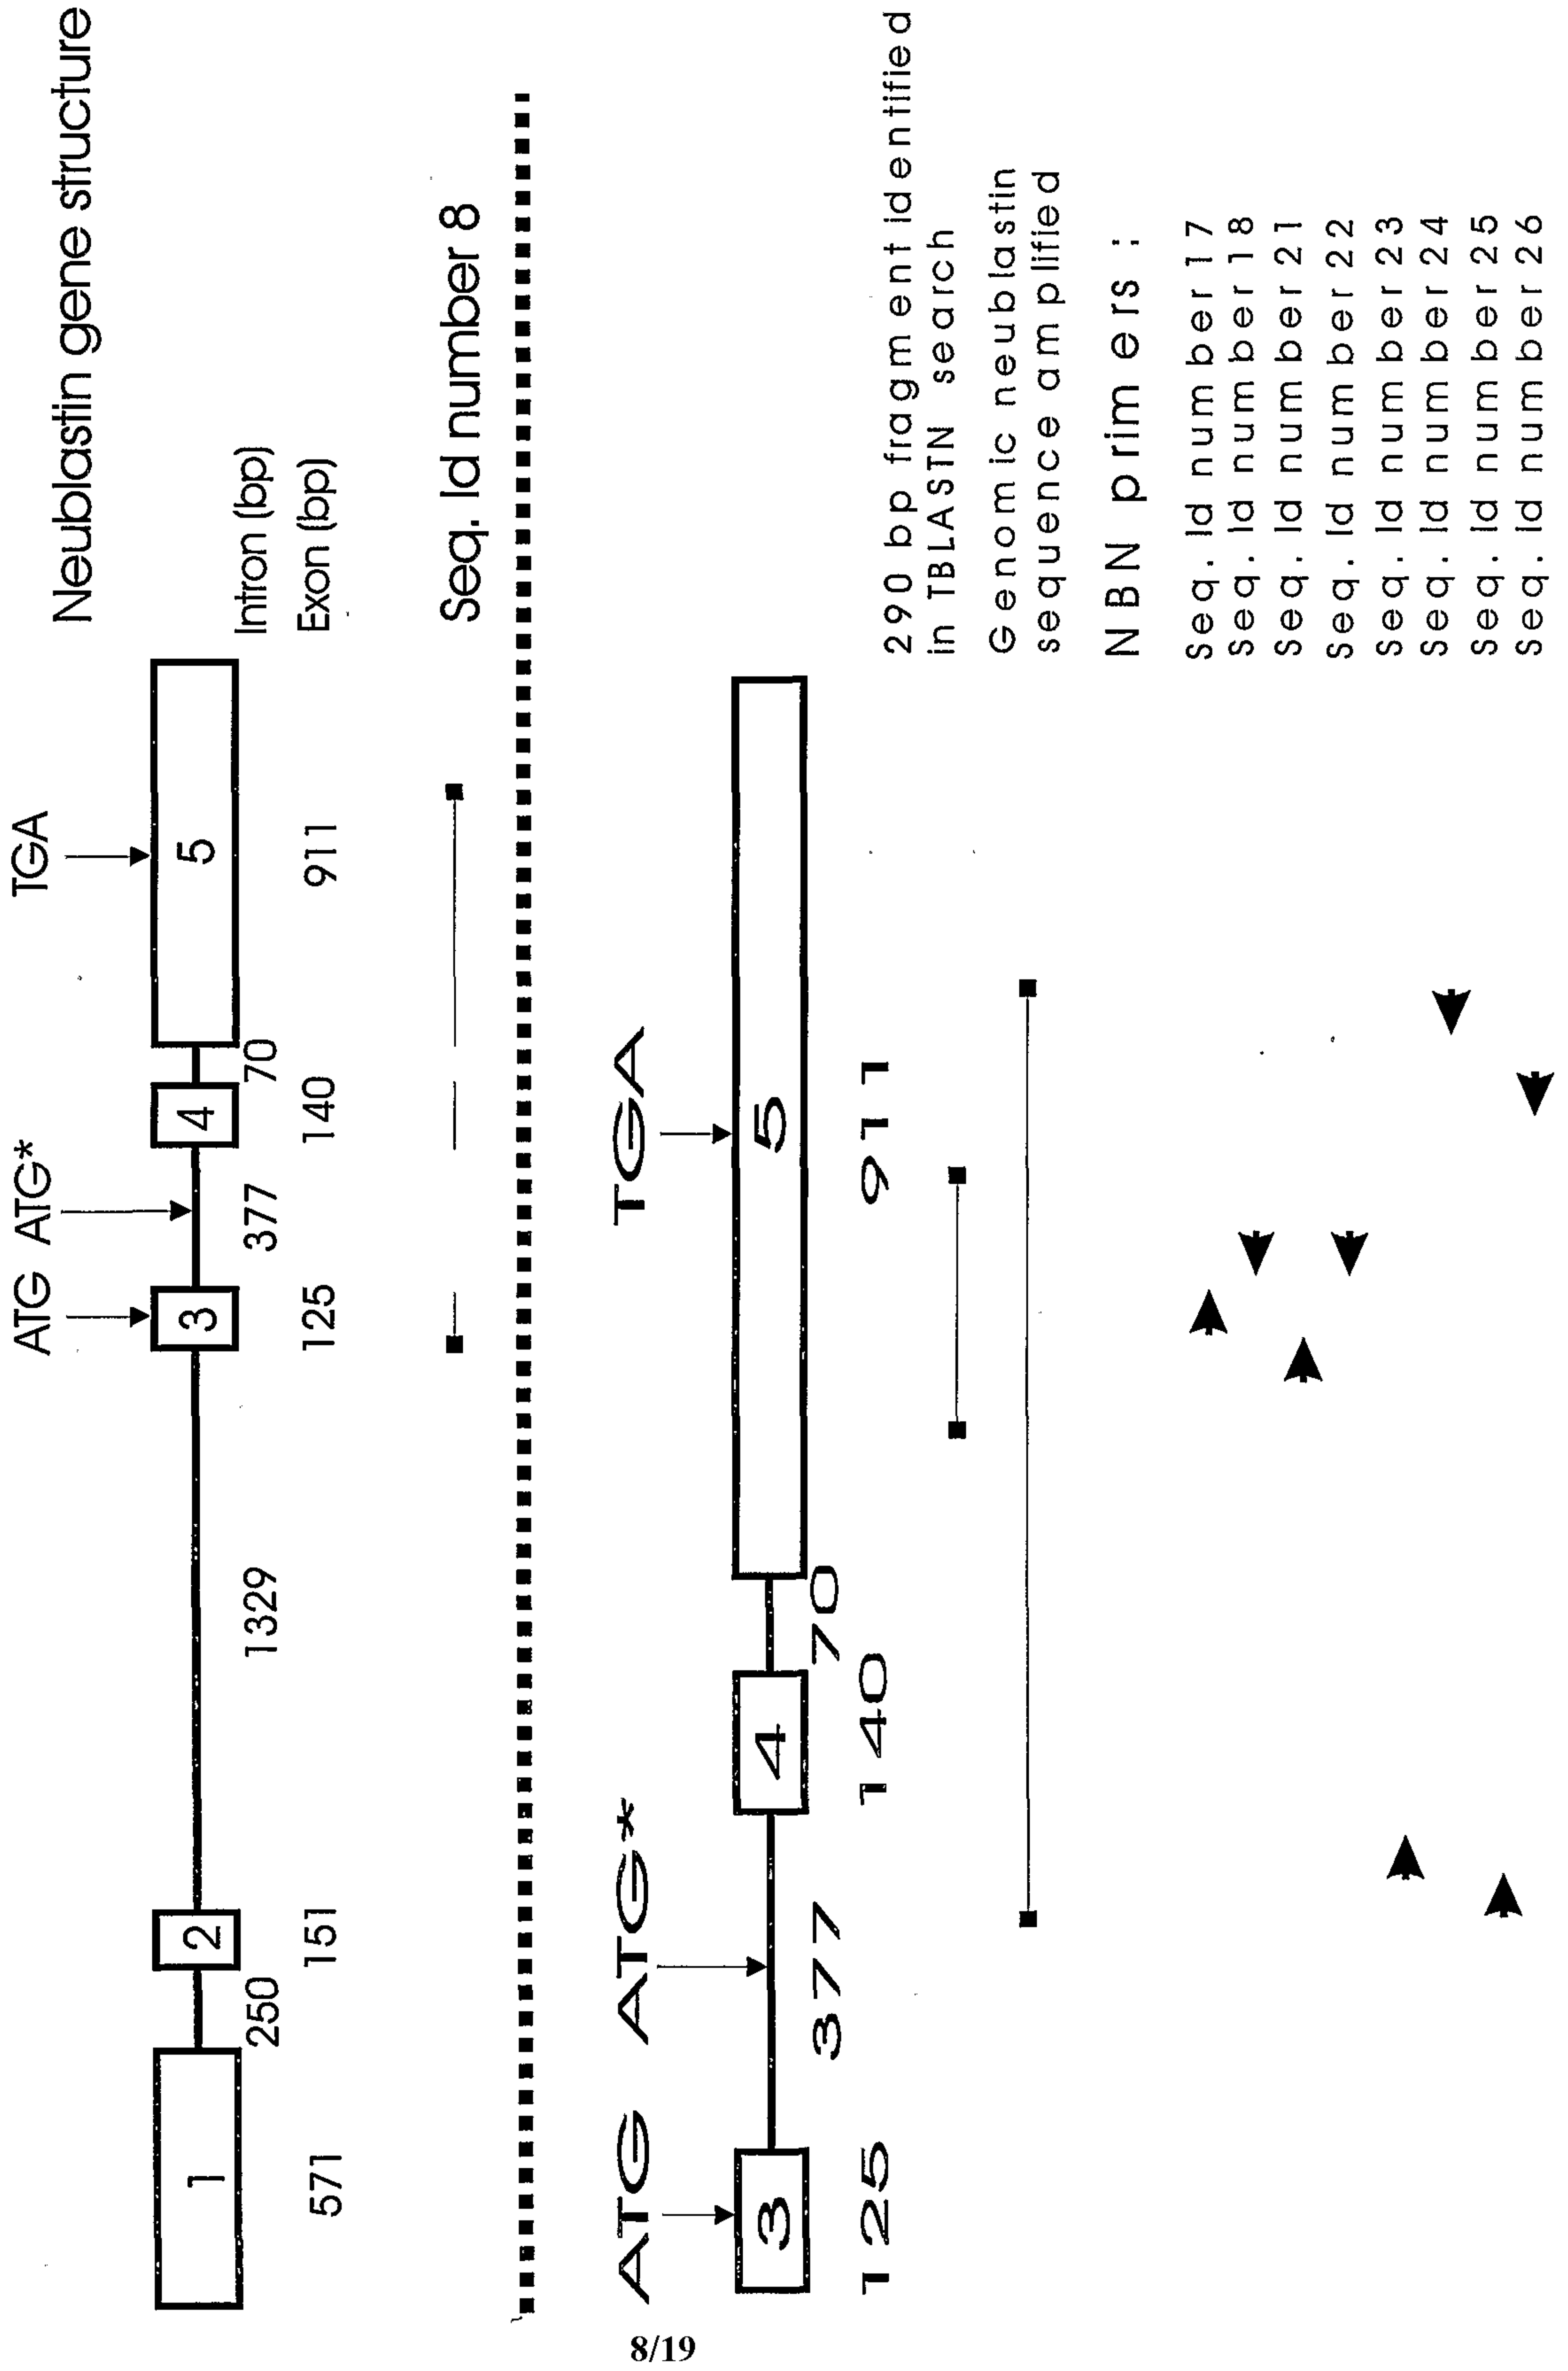 Neublastin gene structure
ATG ATG* TGA
1 2 3 4 5
250 1329 377 70 Intron (bp)
571 151 125 140 911 Exon (bp)
Seq. Id number 8
ATG ATG* TGA
3 4 5
377 70
125 140 911
290 bp fragment identified
in TBLASTN search
Genomic neublastin
sequence amplified
NBN primers:
Seq. Id number 17
Seq. Id number 18
Seq. Id number 21
Seq. Id number 22
Seq. Id number 23
Seq. Id number 24
Seq. Id number 25
Seq. Id number 26
8/19